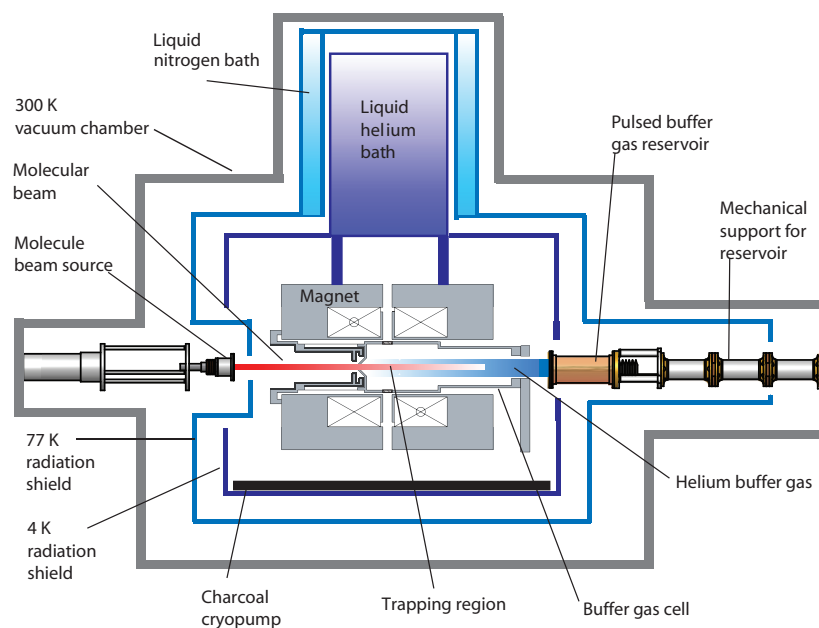 Liquid
nitrogen bath
300 K
vacuum chamber
Molecular
beam
Molecule
beam source
Liquid
helium
bath
Pulsed buffer
gas reservoir
Mechanical
support for
reservoir
Magnet
77 K
radiation
shield
4 K
radiation
shield
Charcoal
cryopump
Trapping region
Buffer gas cell
Helium buffer gas